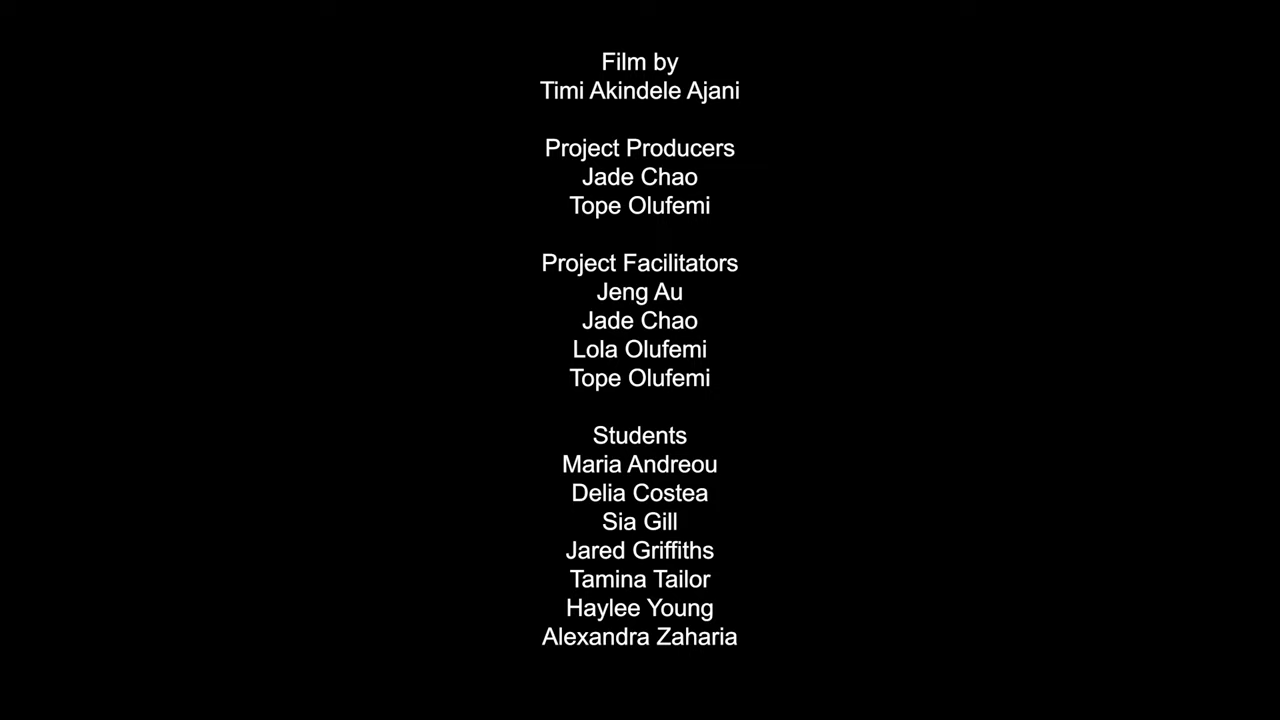 Film by
Timi Akindele Ajani
Project Producers
Jade Chao
Tope Olufemi
Project Facilitators
Jeng Au
Jade Chao
Lola Olufemi
Tope Olufemi
Students
Maria Andreou
Delia Costea
Sia Gill
Jared Griffiths
Tamina Tailor
Haylee Young
Alexandra Zaharia